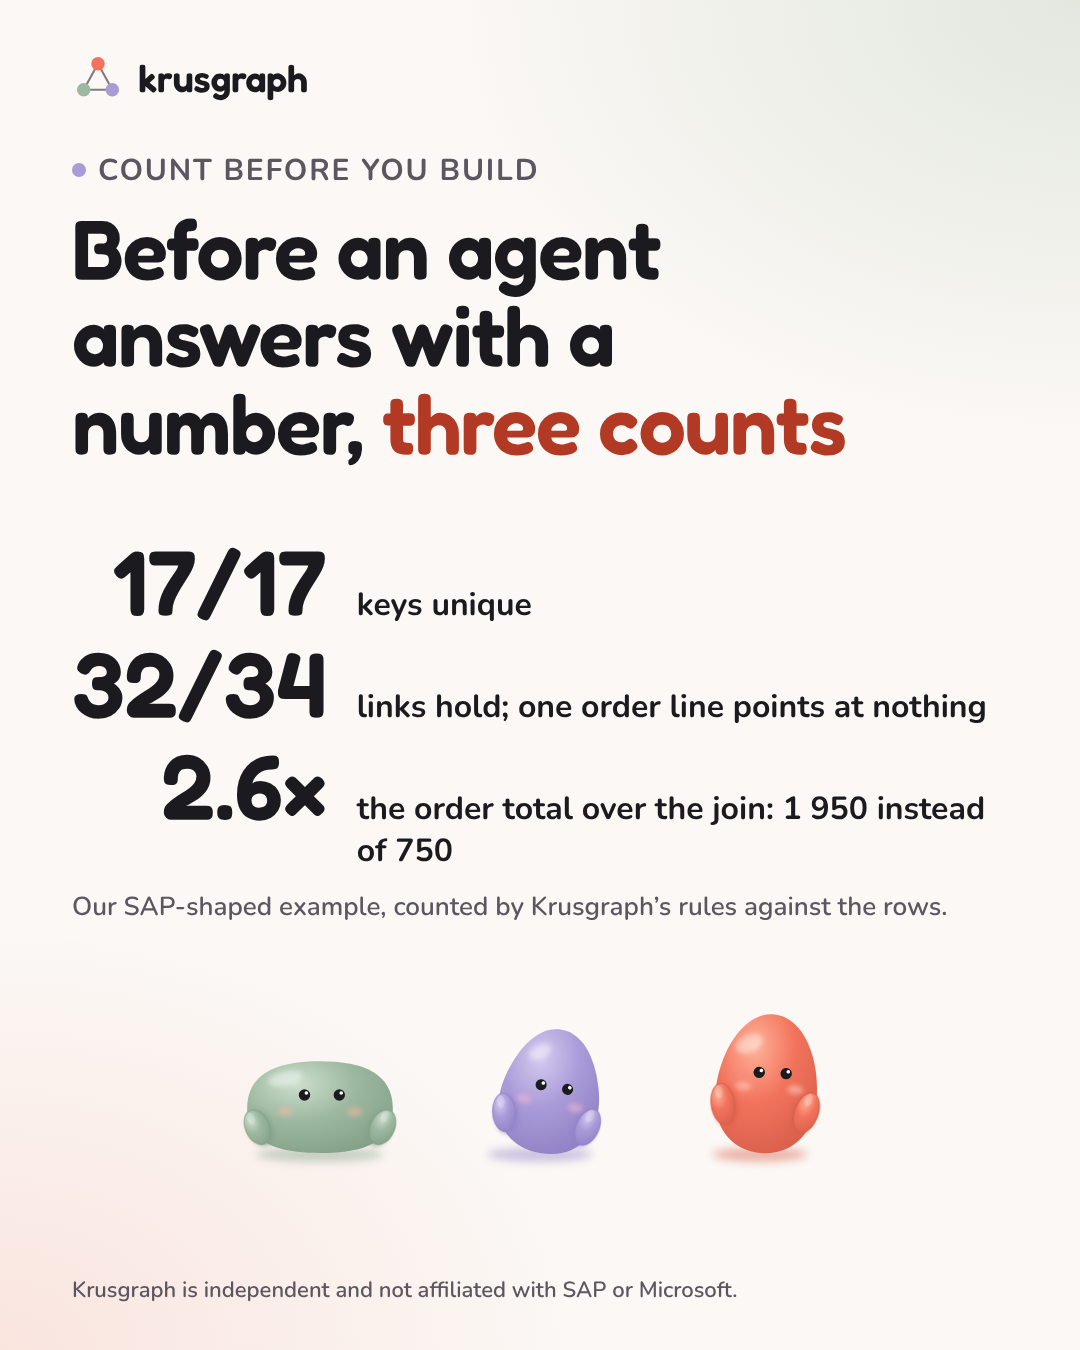 krusgraph
COUNT BEFORE YOU BUILD
Before an agent
answers with a
number, three counts
17/17 keys unique
32/34 links hold; one order line points at nothing
2.6× the order total over the join: 1 950 instead
of 750
Our SAP-shaped example, counted by Krusgraph’s rules against the rows.
Krusgraph is independent and not affiliated with SAP or Microsoft.